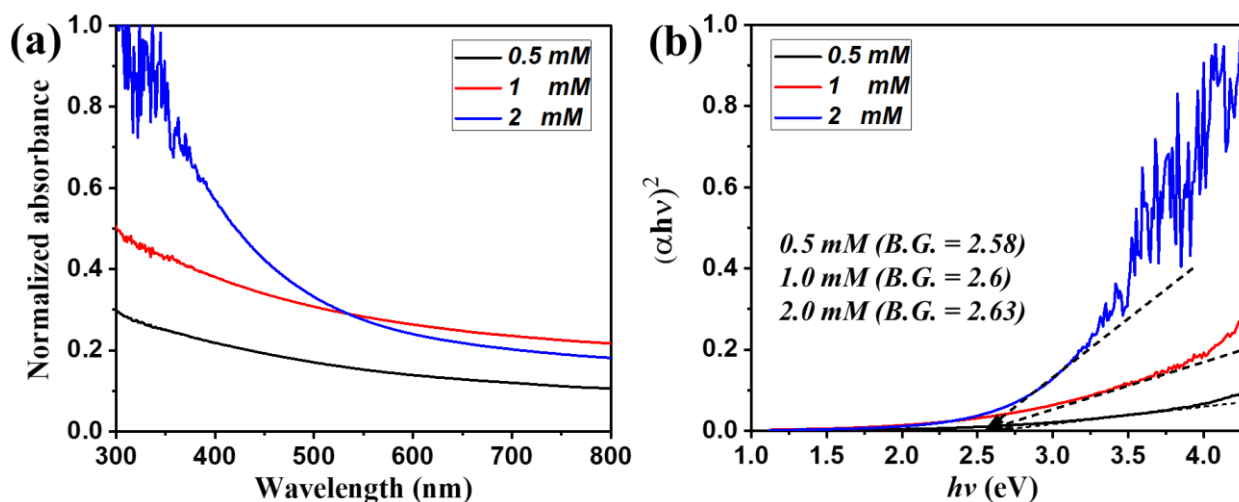 (a)
Normalized absorbance
1.0
0.8
0.6
0.4
0.2
0.0
0.5 mM
1 mM
2 mM
300 400 500 600 700 800
Wavelength (nm)
(b)
(αhν)2
1.0
0.8
0.6
0.4
0.2
0.0
0.5 mM
1 mM
2 mM
0.5 mM (B.G. = 2.58)
1.0 mM (B.G. = 2.6)
2.0 mM (B.G. = 2.63)
1.0 1.5 2.0 2.5 3.0 3.5 4.0
hν (eV)